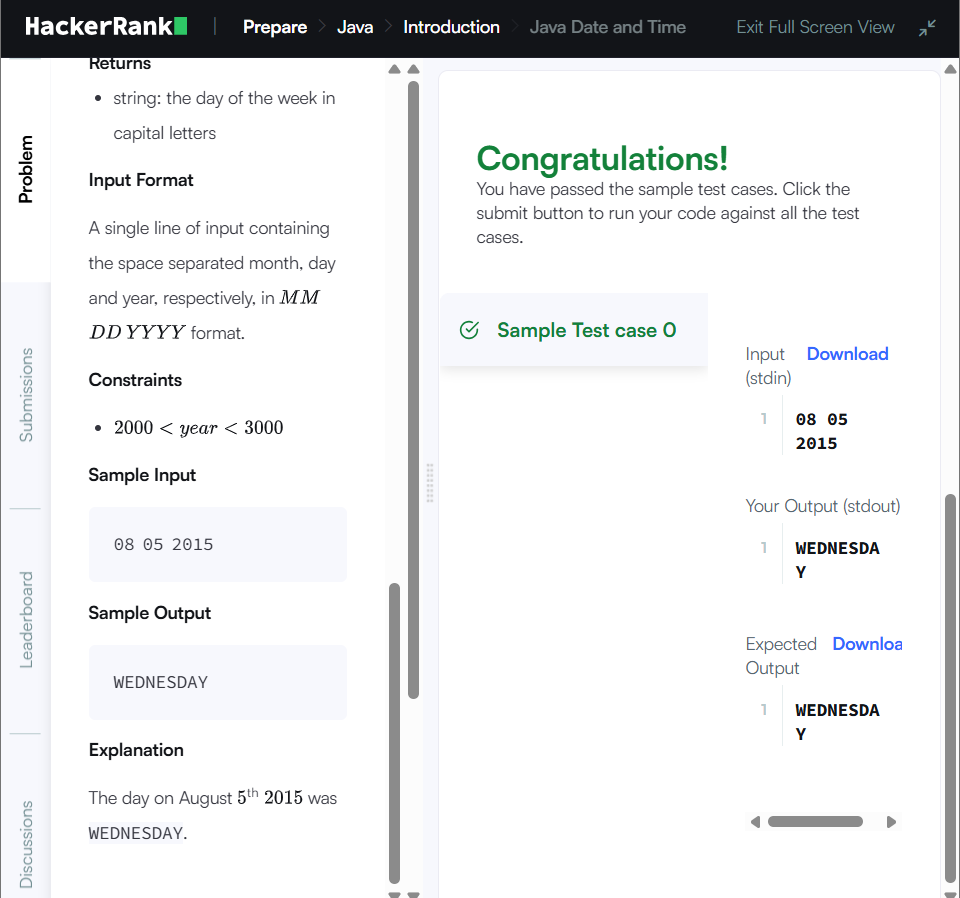 HackerRank
Prepare
Java
Introduction
Java Date and Time
Exit Full Screen View
Problem
Submissions
Leaderboard
Discussions
Returns
• string: the day of the week in
capital letters
Input Format
A single line of input containing
the space separated month, day
and year, respectively, in MM
DD YYYY format.
Constraints
• 2000 < year < 3000
Sample Input
08 05 2015
Sample Output
WEDNESDAY
Explanation
The day on August 5th 2015 was
WEDNESDAY.
Congratulations!
You have passed the sample test cases. Click the
submit button to run your code against all the test
cases.
Sample Test case 0
Input Download
(stdin)
1 08 05
2015
Your Output (stdout)
1 WEDNESDA
Y
Expected Downloa
Output
1 WEDNESDA
Y